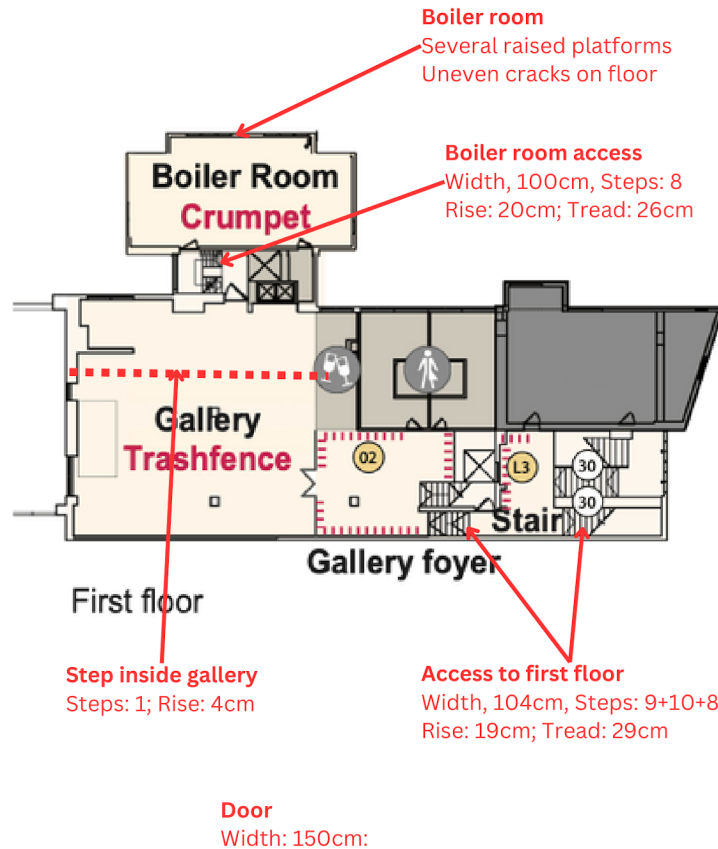 Boiler room
Several raised platforms
Uneven cracks on floor
Boiler room access
Width, 100cm, Steps: 8
Rise: 20cm; Tread: 26cm
Boiler Room
Crumpet
Gallery
Trashfence
02
L3
30
30
Stair
Gallery foyer
First floor
Step inside gallery
Steps: 1; Rise: 4cm
Access to first floor
Width, 104cm, Steps: 9+10+8
Rise: 19cm; Tread: 29cm
Door
Width: 150cm: